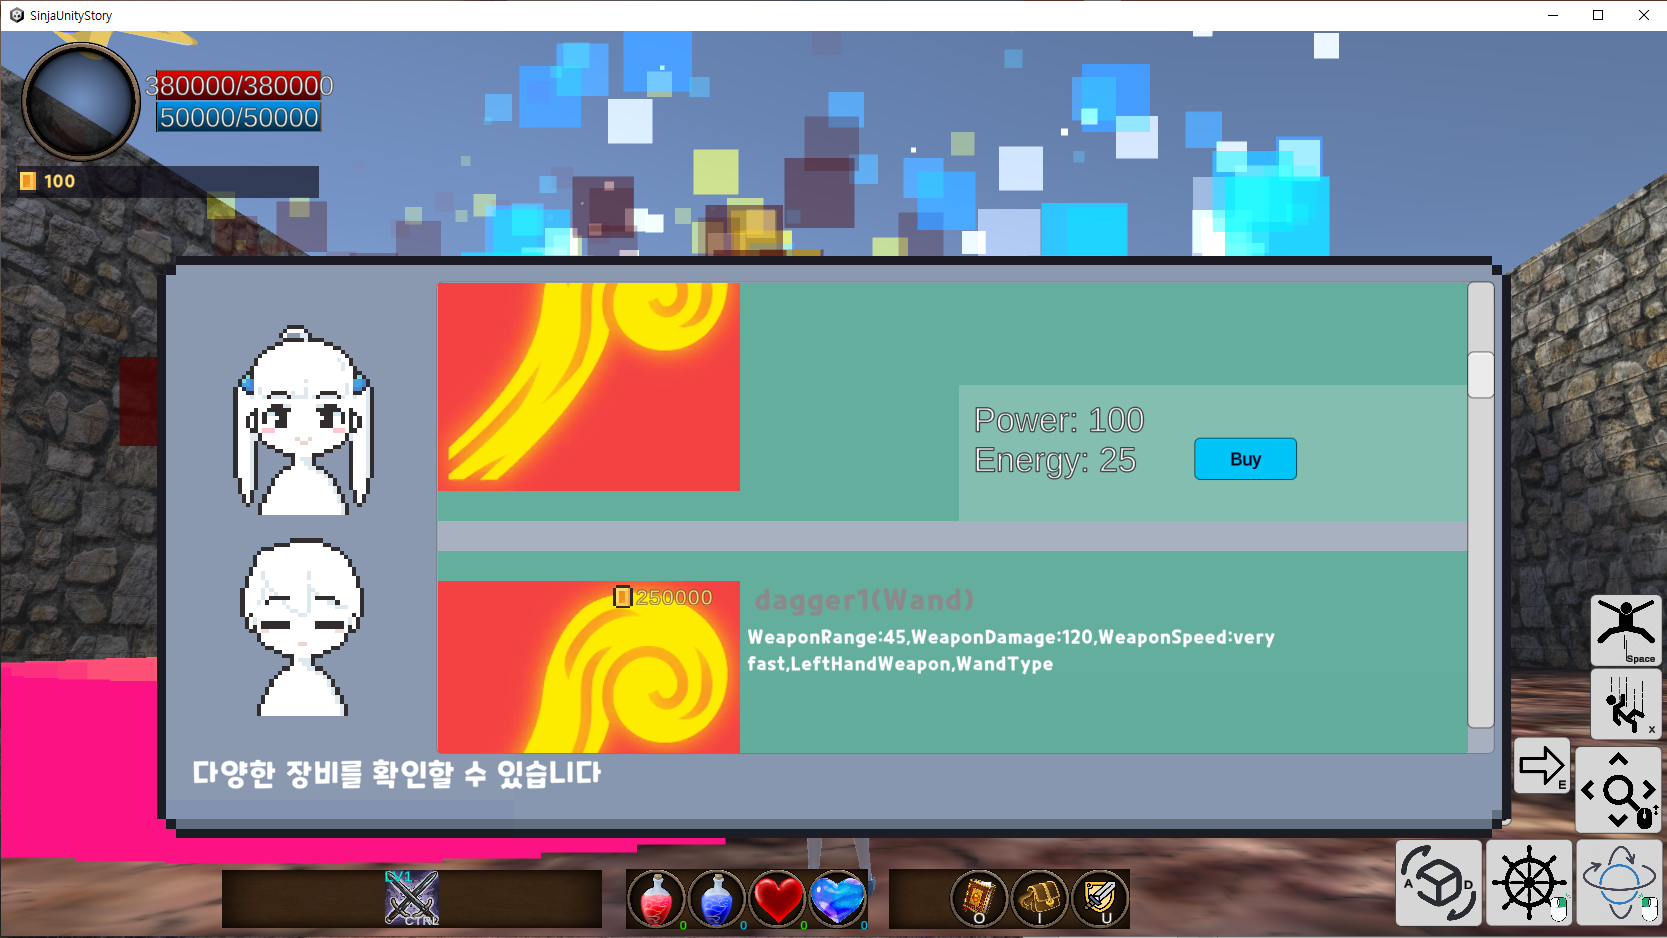 SinjaUnityStory
380000/380000
50000/50000
100
Power: 100
Energy: 25
Buy
250000
dagger1(Wand)
WeaponRange:45,WeaponDamage:120,WeaponSpeed:very
fast,LeftHandWeapon,WandType
다양한 장비를 확인할 수 있습니다
Space
X
E
A
D
LV1
CTRL
0
0
0
0
O
I
U